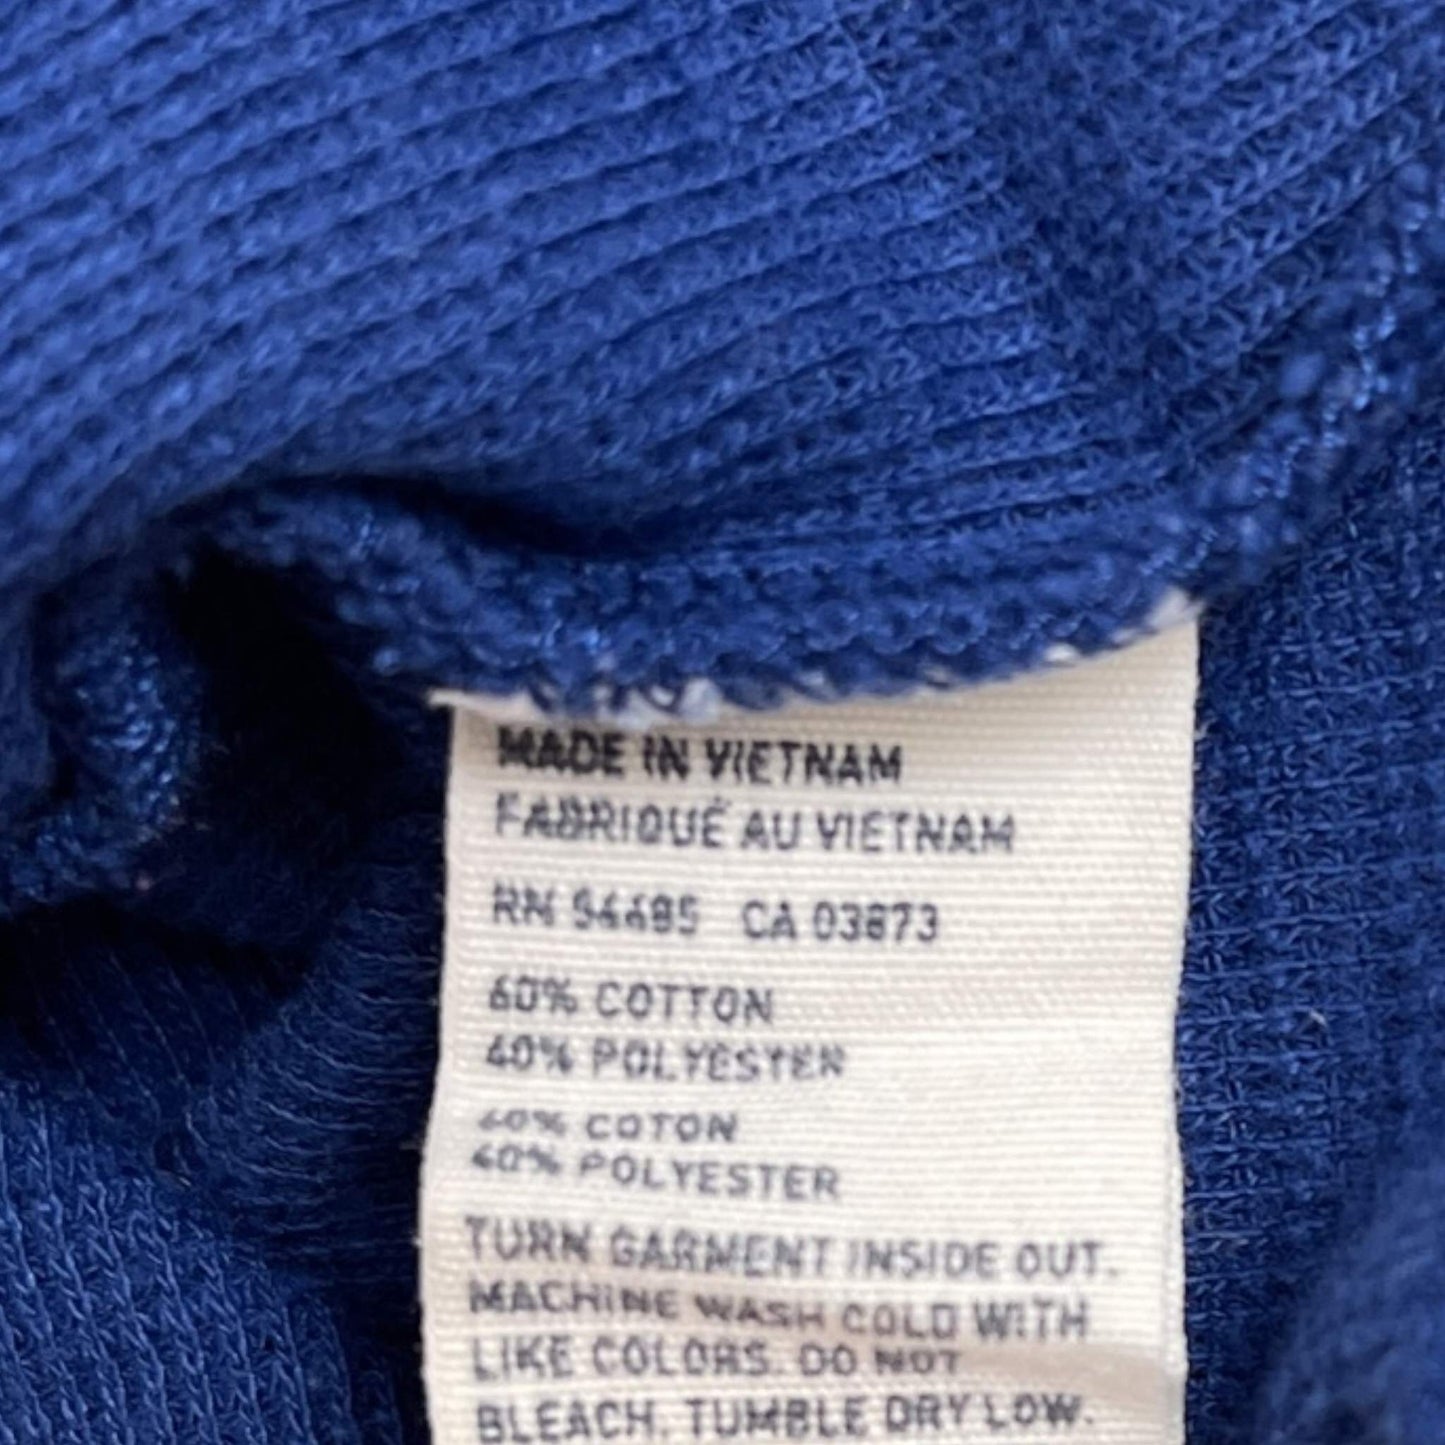 MADE IN VIETNAM
FABRIQUÉ AU VIETNAM
RN 54485 CA 03873
60% COTTON
40% POLYESTER
60% COTON
40% POLYESTER
TURN GARMENT INSIDE OUT.
MACHINE WASH COLD WITH
LIKE COLORS. DO NOT
BLEACH. TUMBLE DRY LOW.